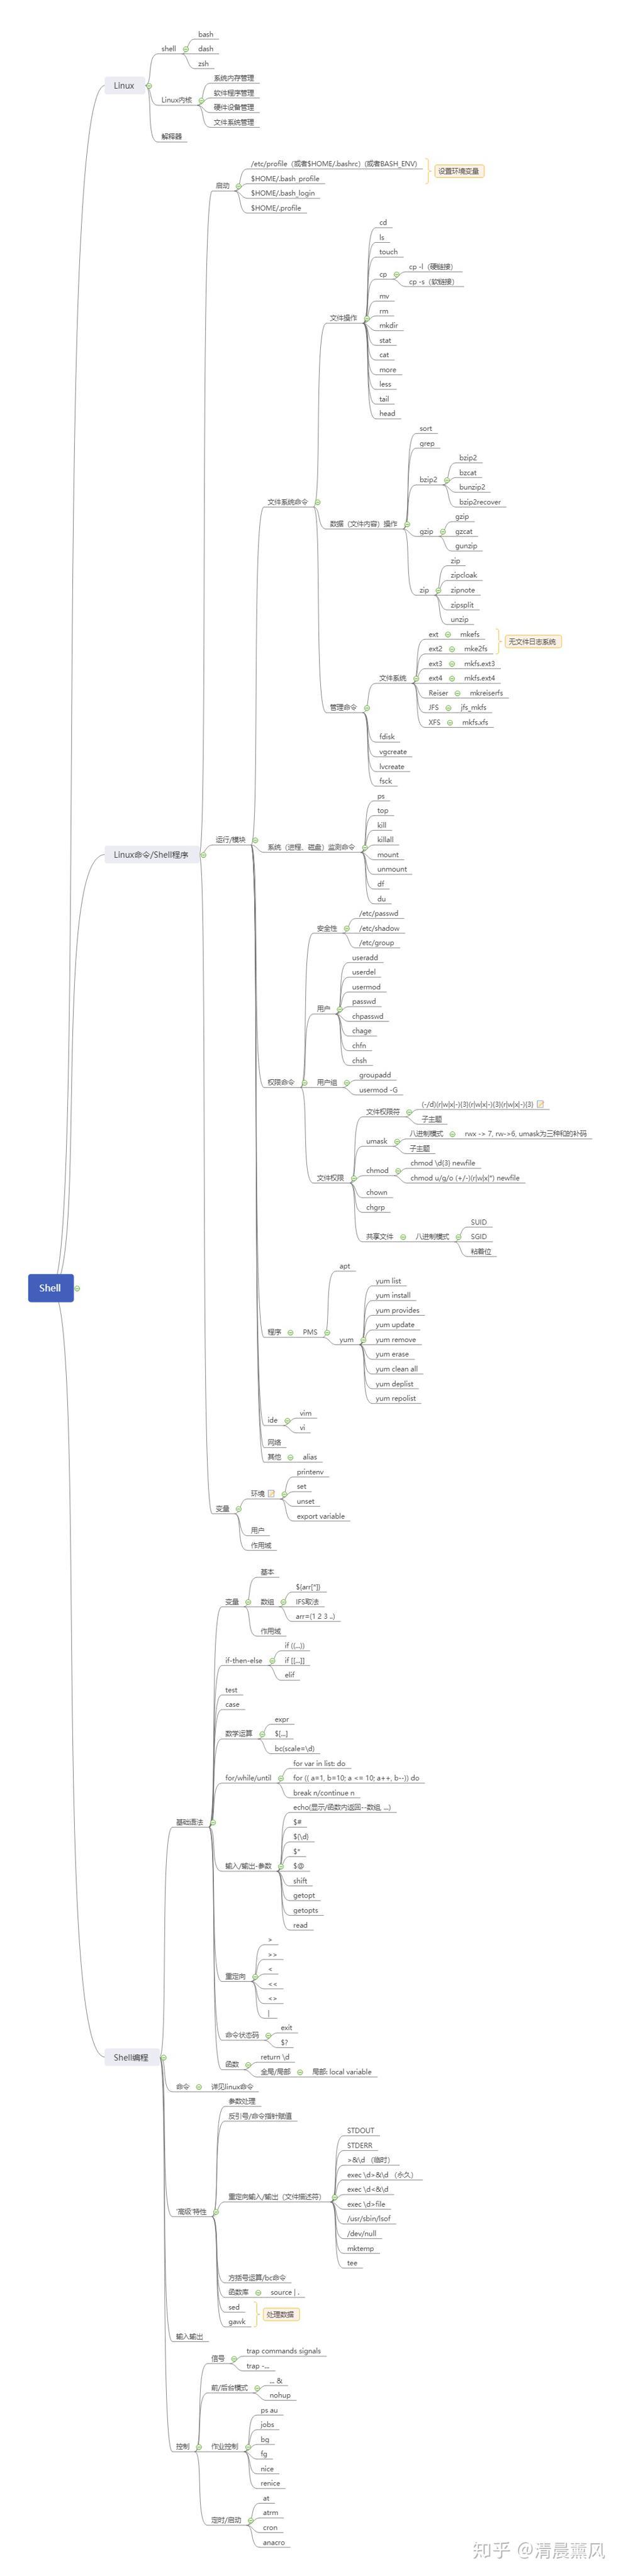 bash
shell
dash
zsh
Linux
系统内存管理
软件程序管理
Linux内核
硬件设备管理
文件系统管理
解释器
/etc/profile（或者$HOME/.bashrc）(或者BASH_ENV)
设置环境变量
$HOME/.bash_profile
启动
$HOME/.bash_login
$HOME/.profile
cd
ls
touch
cp
cp -l（硬链接）
cp -s（软链接）
mv
rm
文件操作
mkdir
stat
cat
more
less
tail
head
sort
grep
bzip2
bzip2
bzcat
bunzip2
bzip2recover
文件系统命令
数据（文件内容）操作
gzip
gzip
gzcat
gunzip
zip
zip
zipcloak
zipnote
zipsplit
unzip
ext
mkefs
无文件日志系统
ext2
mke2fs
ext3
mkfs.ext3
文件系统
ext4
mkfs.ext4
Reiser
mkreiserfs
JFS
jfs_mkfs
XFS
mkfs.xfs
管理命令
fdisk
vgcreate
lvcreate
fsck
ps
top
kill
运行/模块
killall
系统（进程、磁盘）监测命令
Linux命令/Shell程序
mount
unmount
df
du
/etc/passwd
安全性
/etc/shadow
/etc/group
useradd
userdel
usermod
用户
passwd
chpasswd
chage
chfn
chsh
权限命令
用户组
groupadd
usermod -G
文件权限符
(-/d)(r|w|x|-){3}(r|w|x|-){3}(r|w|x|-){3}
子主题
umask
八进制模式
rwx -> 7, rw->6, umask为三种和的补码
子主题
文件权限
chmod
chmod \d{3} newfile
chmod u/g/o (+/-)(r|w|x|*) newfile
chown
chgrp
共享文件
八进制模式
SUID
SGID
粘着位
Shell
apt
程序
PMS
yum
yum list
yum install
yum provides
yum update
yum remove
yum erase
yum clean all
yum deplist
yum repolist
ide
vim
vi
网络
其他
alias
printenv
环境
set
unset
export variable
变量
用户
作用域
基本
变量
数组
${arr[*]}
IFS取法
arr=(1 2 3 ..)
作用域
if ((...))
if-then-else
if [[...]]
elif
test
case
expr
数学运算
$[...]
bc(scale=\d)
for var in list: do
for/while/until
for (( a=1, b=10; a <= 10; a++, b--)) do
break n/continue n
echo(显示/函数内返回--数组, ...)
基础语法
$#
${\d}
$*
输入/输出-参数
$@
shift
getopt
getopts
read
>
>>
重定向
<
<<
<>
|
命令状态码
exit
$?
函数
return \d
全局/局部
局部: local variable
Shell编程
命令
详见linux命令
参数处理
反引号/命令指针赋值
STDOUT
STDERR
>&\d （临时）
exec \d>&\d （永久）
重定向输入/输出（文件描述符）
exec \d<&\d
"高级"特性
exec \d>file
/usr/sbin/lsof
/dev/null
mktemp
tee
方括号运算/bc命令
函数库
source | .
sed
处理数据
gawk
输入输出
信号
trap commands signals
trap -...
前/后台模式
... &
nohup
ps au
jobs
控制
作业控制
bg
fg
nice
renice
at
定时/启动
atrm
cron
anacro
知乎 @清晨薰风